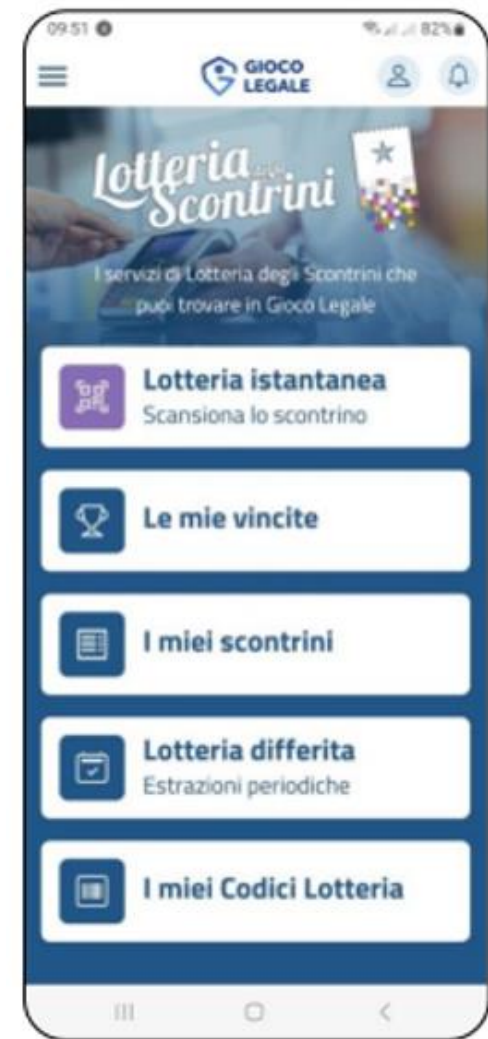 09:51
82%
GIOCO
LEGALE
Lotteria degli
Scontrini
I servizi di Lotteria degli Scontrini che
puoi trovare in Gioco Legale
Lotteria istantanea
Scansiona lo scontrino
Le mie vincite
I miei scontrini
Lotteria differita
Estrazioni periodiche
I miei Codici Lotteria